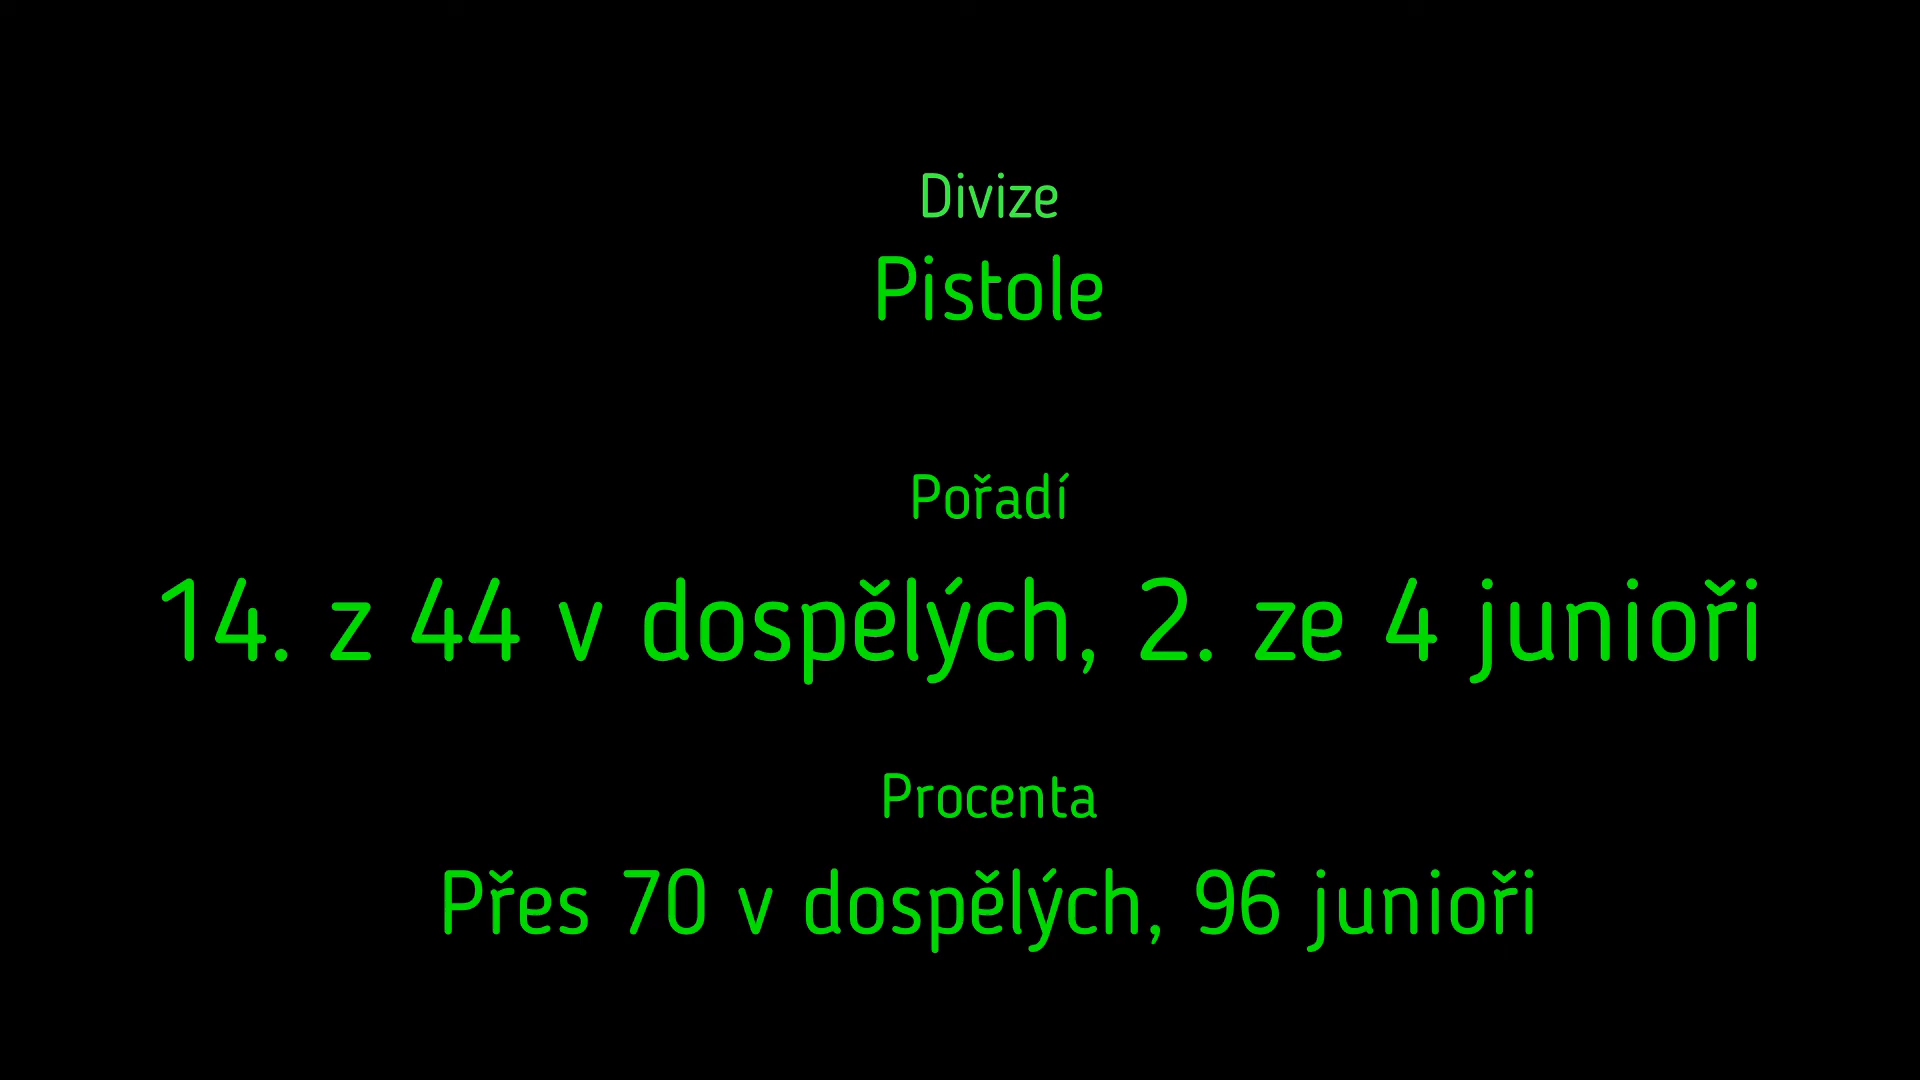 Divize
Pistole
Pořadí
14. z 44 v dospělých, 2. ze 4 junioři
Procenta
Přes 70 v dospělých, 96 junioři